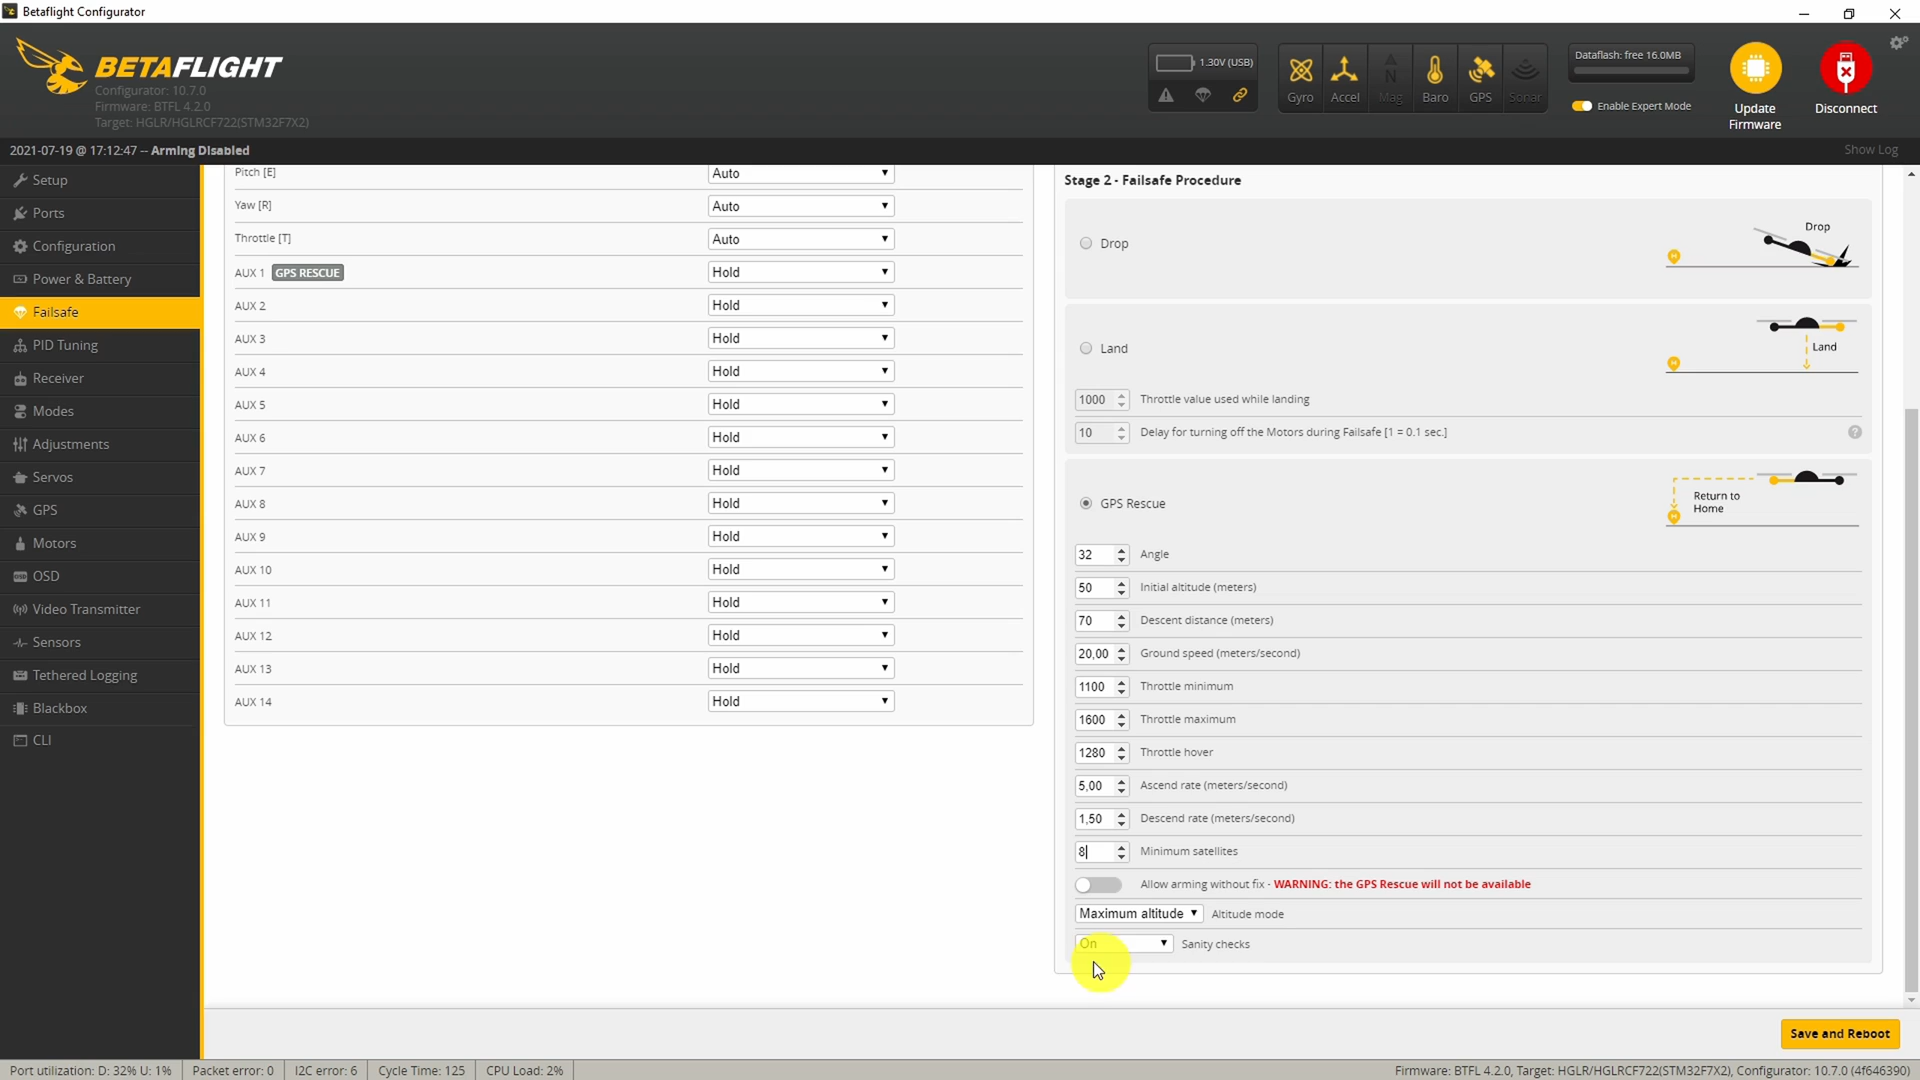 Betaflight Configurator
BETAFLIGHT
Configurator: 10.7.0
Firmware: BTFL 4.2.0
Target: HGLR/HGLRCF722(STM32F7X2)
1.30V (USB)
Gyro
Accel
N
Mag
Baro
GPS
Sonar
Dataflash: free 16.0MB
Enable Expert Mode
Update
Firmware
Disconnect
2021-07-19 @ 17:12:47 -- Arming Disabled
Show Log
Setup
Ports
Configuration
Power & Battery
Failsafe
PID Tuning
Receiver
Modes
Adjustments
Servos
GPS
Motors
OSD
Video Transmitter
Sensors
Tethered Logging
Blackbox
CLI
Pitch [E] Auto
Yaw [R] Auto
Throttle [T] Auto
AUX 1 GPS RESCUE Hold
AUX 2 Hold
AUX 3 Hold
AUX 4 Hold
AUX 5 Hold
AUX 6 Hold
AUX 7 Hold
AUX 8 Hold
AUX 9 Hold
AUX 10 Hold
AUX 11 Hold
AUX 12 Hold
AUX 13 Hold
AUX 14 Hold
Stage 2 - Failsafe Procedure
Drop
Drop
Land
Land
1000 Throttle value used while landing
10 Delay for turning off the Motors during Failsafe [1 = 0.1 sec.]
?
GPS Rescue
Return to
Home
H
32 Angle
50 Initial altitude (meters)
70 Descent distance (meters)
20,00 Ground speed (meters/second)
1100 Throttle minimum
1600 Throttle maximum
1280 Throttle hover
5,00 Ascend rate (meters/second)
1,50 Descend rate (meters/second)
8 Minimum satellites
Allow arming without fix - WARNING: the GPS Rescue will not be available
Maximum altitude Altitude mode
On Sanity checks
Save and Reboot
Port utilization: D: 32% U: 1%
Packet error: 0
I2C error: 6
Cycle Time: 125
CPU Load: 2%
Firmware: BTFL 4.2.0, Target: HGLR/HGLRCF722(STM32F7X2), Configurator: 10.7.0 (4f646390)